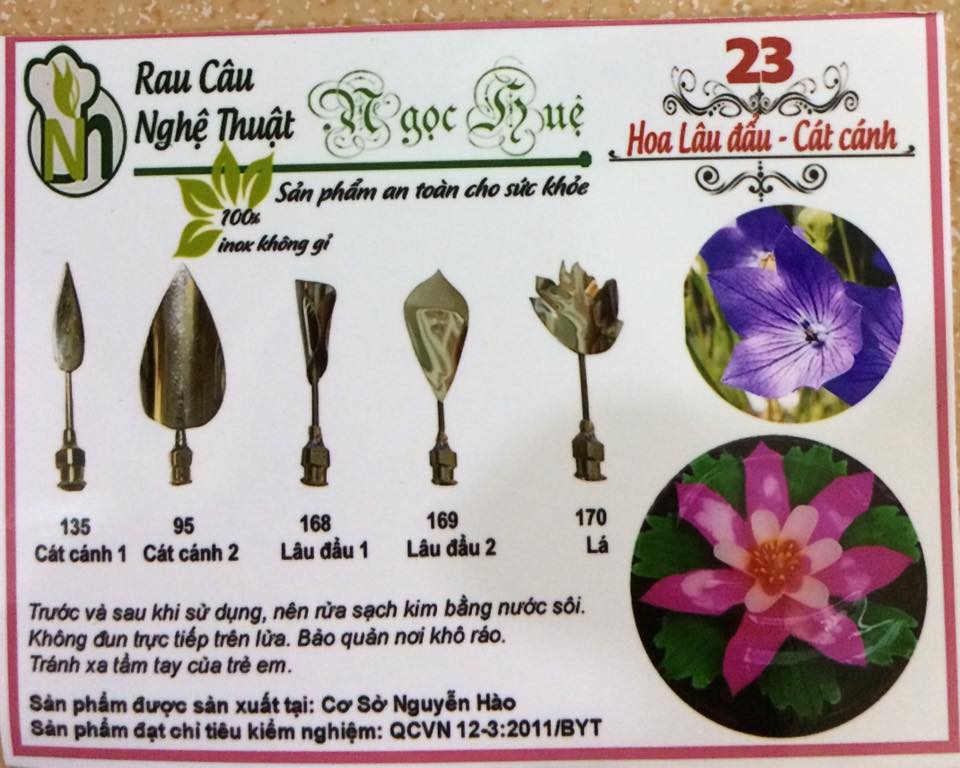 Nh
Rau Câu
Nghệ Thuật
Ngọc Huệ
23
Hoa Lâu đẩu - Cát cánh
Sản phẩm an toàn cho sức khỏe
100%
inox không gỉ
135
Cát cánh 1
95
Cát cánh 2
168
Lâu đẩu 1
169
Lâu đẩu 2
170
Lá
Trước và sau khi sử dụng, nên rửa sạch kim bằng nước sôi.
Không đun trực tiếp trên lửa. Bảo quản nơi khô ráo.
Tránh xa tầm tay của trẻ em.
Sản phẩm được sản xuất tại: Cơ Sở Nguyễn Hào
Sản phẩm đạt chỉ tiêu kiểm nghiệm: QCVN 12-3:2011/BYT